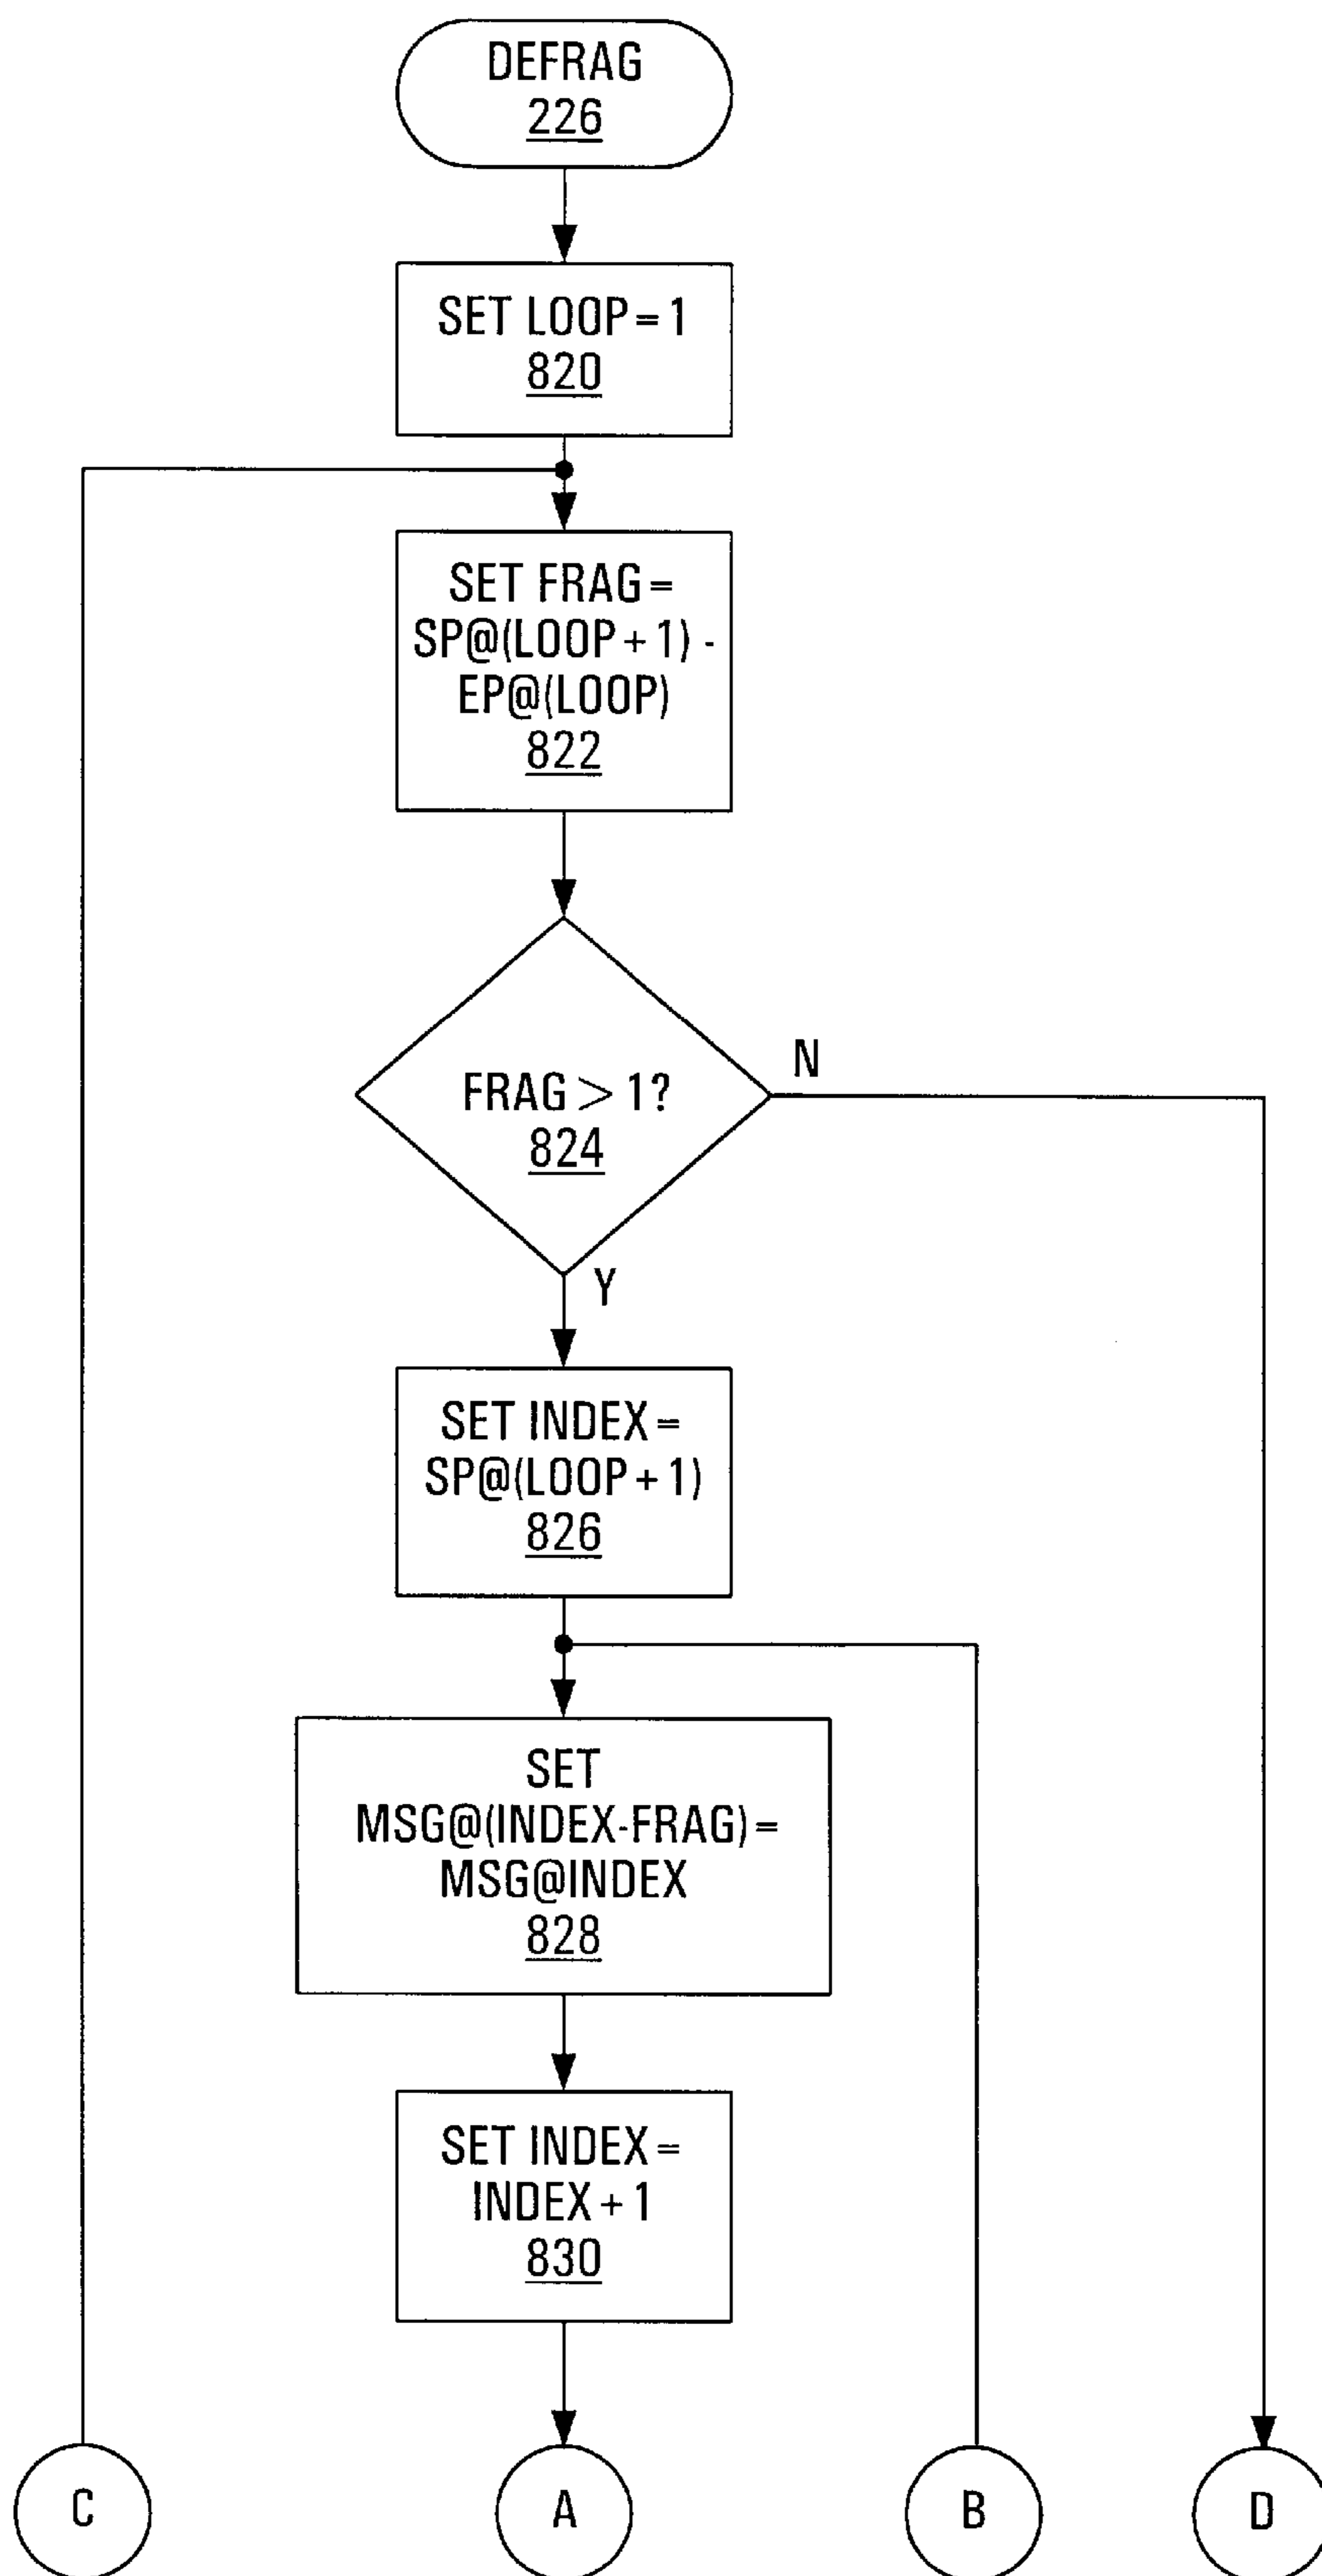 DEFRAG
226
SET LOOP = 1
820
SET FRAG =
SP@(LOOP + 1) -
EP@(LOOP)
822
FRAG > 1?
824
N
Y
SET INDEX =
SP@(LOOP + 1)
826
SET
MSG@(INDEX-FRAG) =
MSG@INDEX
828
SET INDEX =
INDEX + 1
830
C
A
B
D